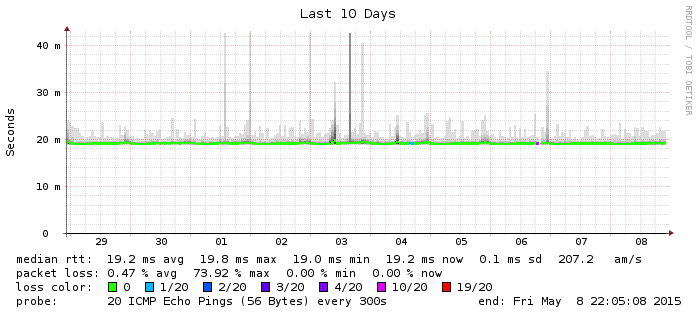 Last 10 Days
RRDTOOL / TOBI OETIKER
Seconds
40 m
30 m
20 m
10 m
0
29 30 01 02 03 04 05 06 07 08
median rtt: 19.2 ms avg 19.8 ms max 19.0 ms min 19.2 ms now 0.1 ms sd 207.2 am/s
packet loss: 0.47 % avg 73.92 % max 0.00 % min 0.00 % now
loss color: 0 1/20 2/20 3/20 4/20 10/20 19/20
probe: 20 ICMP Echo Pings (56 Bytes) every 300s end: Fri May 8 22:05:08 2015